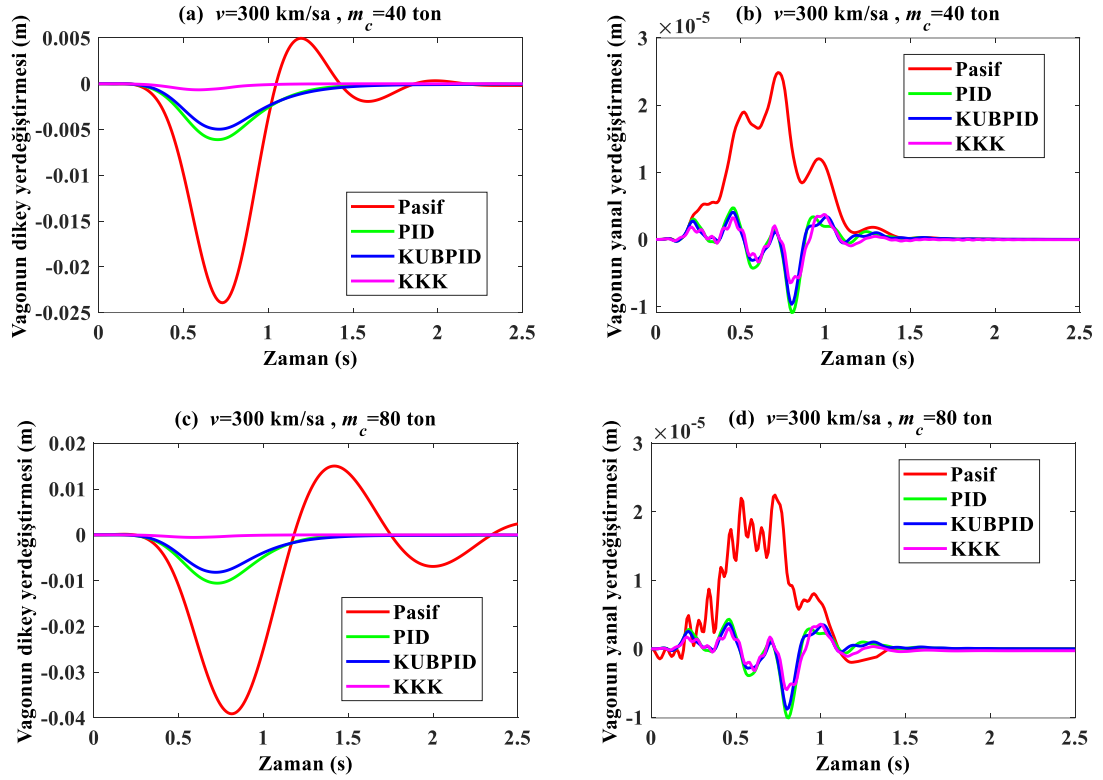 (a) v=300 km/sa , mc=40 ton
Vagonun dikey yerdeğiştirmesi (m)
0.005
0
-0.005
-0.01
-0.015
-0.02
-0.025
0 0.5 1 1.5 2 2.5
Zaman (s)
Pasif
PID
KUBPID
KKK
(b) v=300 km/sa , mc=40 ton
×10-5
Vagonun yanal yerdeğiştirmesi (m)
3
2
1
0
-1
0 0.5 1 1.5 2 2.5
Zaman (s)
Pasif
PID
KUBPID
KKK
(c) v=300 km/sa , mc=80 ton
Vagonun dikey yerdeğiştirmesi (m)
0.02
0.01
0
-0.01
-0.02
-0.03
-0.04
0 0.5 1 1.5 2 2.5
Zaman (s)
Pasif
PID
KUBPID
KKK
(d) v=300 km/sa , mc=80 ton
×10-5
Vagonun yanal yerdeğiştirmesi (m)
3
2
1
0
-1
0 0.5 1 1.5 2 2.5
Zaman (s)
Pasif
PID
KUBPID
KKK